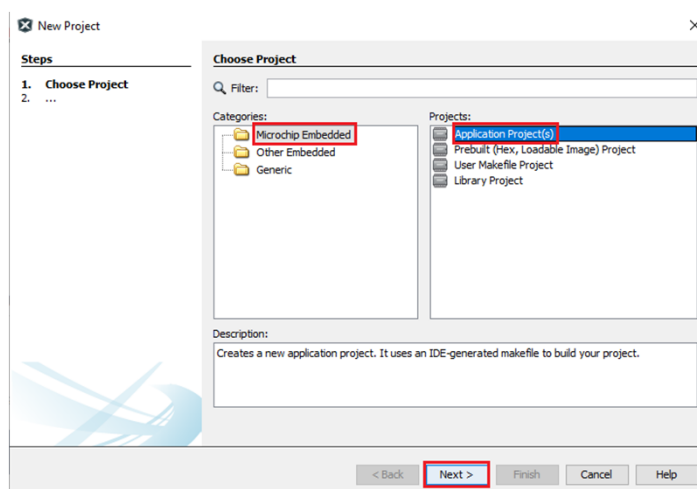 New Project
Steps
1. Choose Project
2. ...
Choose Project
Filter:
Categories:
Microchip Embedded
Other Embedded
Generic
Projects:
Application Project(s)
Prebuilt (Hex, Loadable Image) Project
User Makefile Project
Library Project
Description:
Creates a new application project. It uses an IDE-generated makefile to build your project.
< Back
Next >
Finish
Cancel
Help